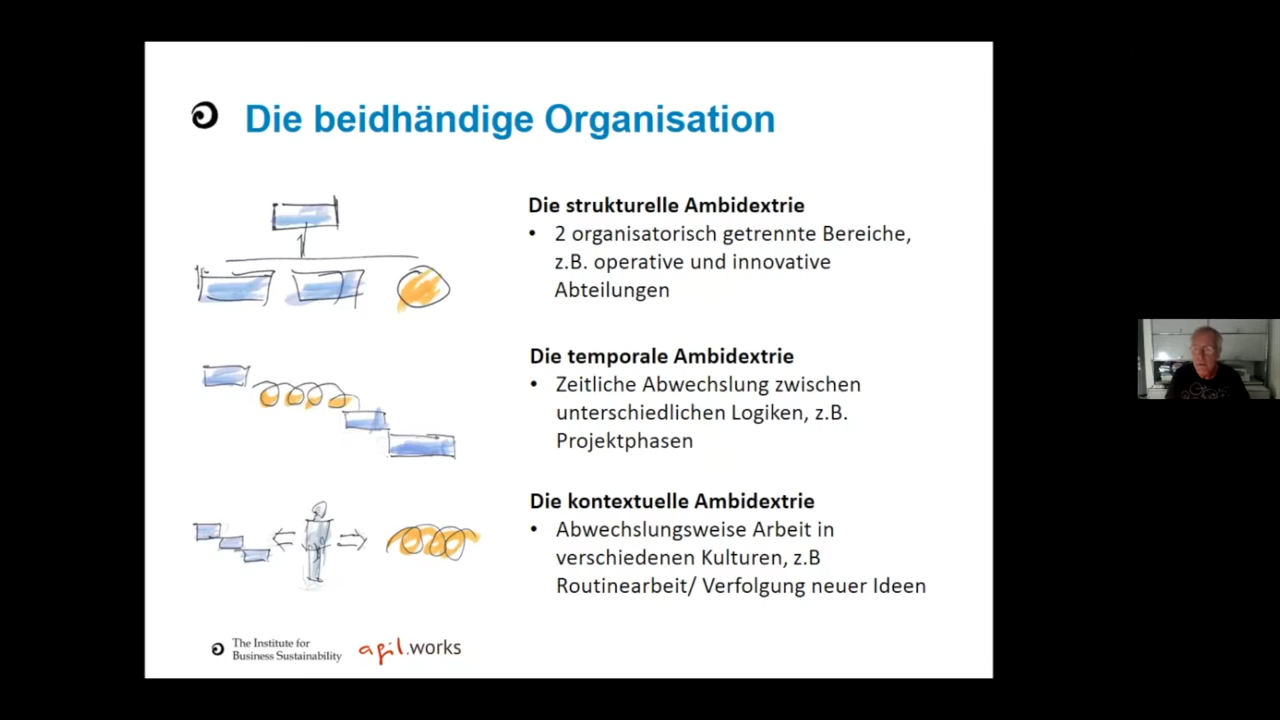 Die beidhändige Organisation
Die strukturelle Ambidextrie
• 2 organisatorisch getrennte Bereiche,
z.B. operative und innovative
Abteilungen
Die temporale Ambidextrie
• Zeitliche Abwechslung zwischen
unterschiedlichen Logiken, z.B.
Projektphasen
Die kontextuelle Ambidextrie
• Abwechslungsweise Arbeit in
verschiedenen Kulturen, z.B
Routinearbeit/ Verfolgung neuer Ideen
The Institute for
Business Sustainability
agil.works